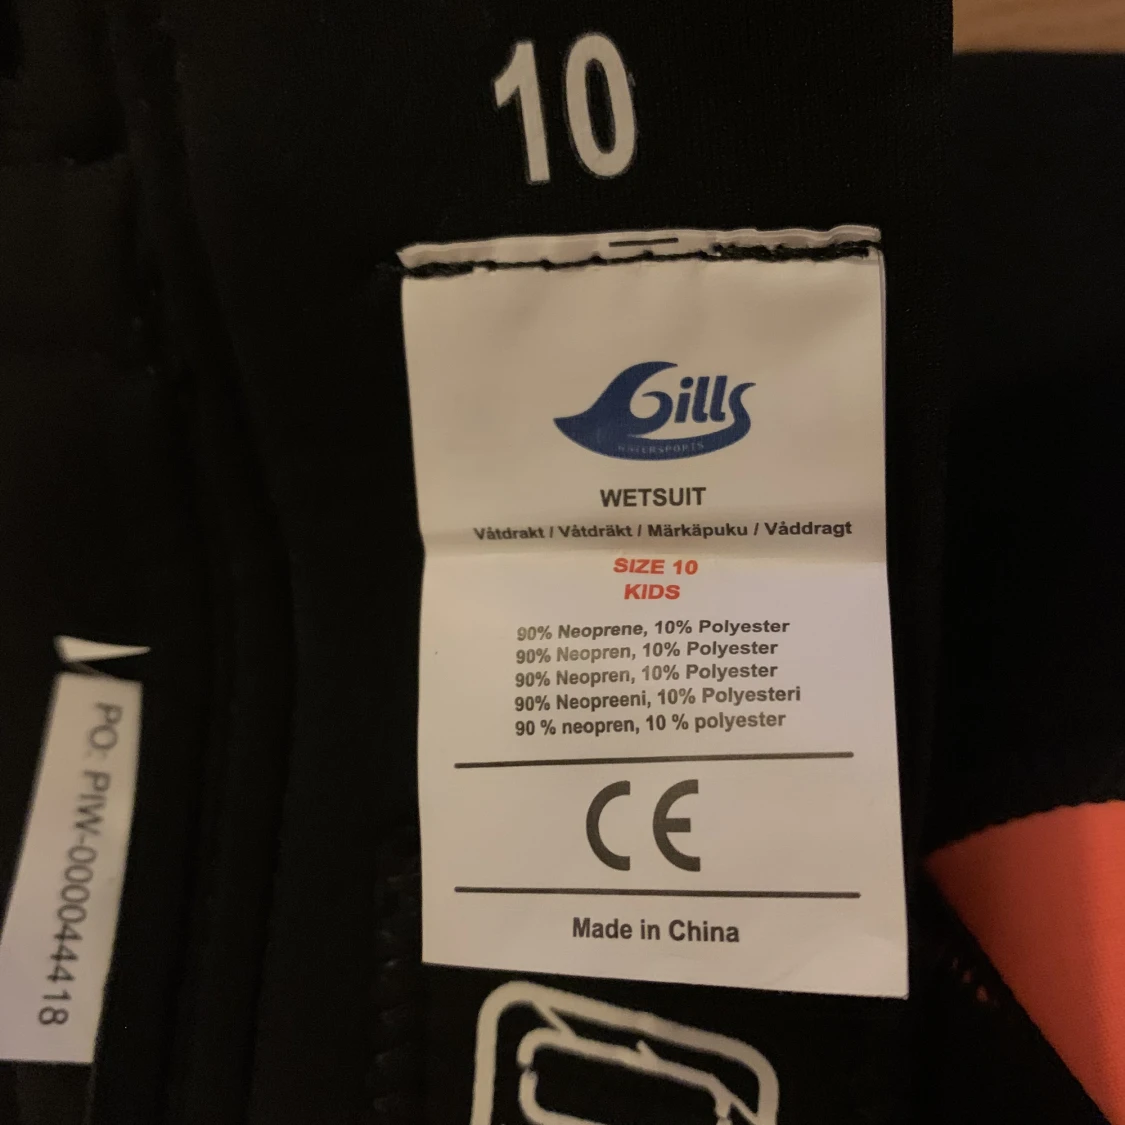 10
Gills
WATERSPORTS
WETSUIT
Våtdrakt / Våtdräkt / Märkäpuku / Våddragt
SIZE 10
KIDS
90% Neoprene, 10% Polyester
90% Neopren, 10% Polyester
90% Neopren, 10% Polyester
90% Neopreeni, 10% Polyesteri
90 % neopren, 10 % polyester
CE
Made in China
PO: PIW-00044418